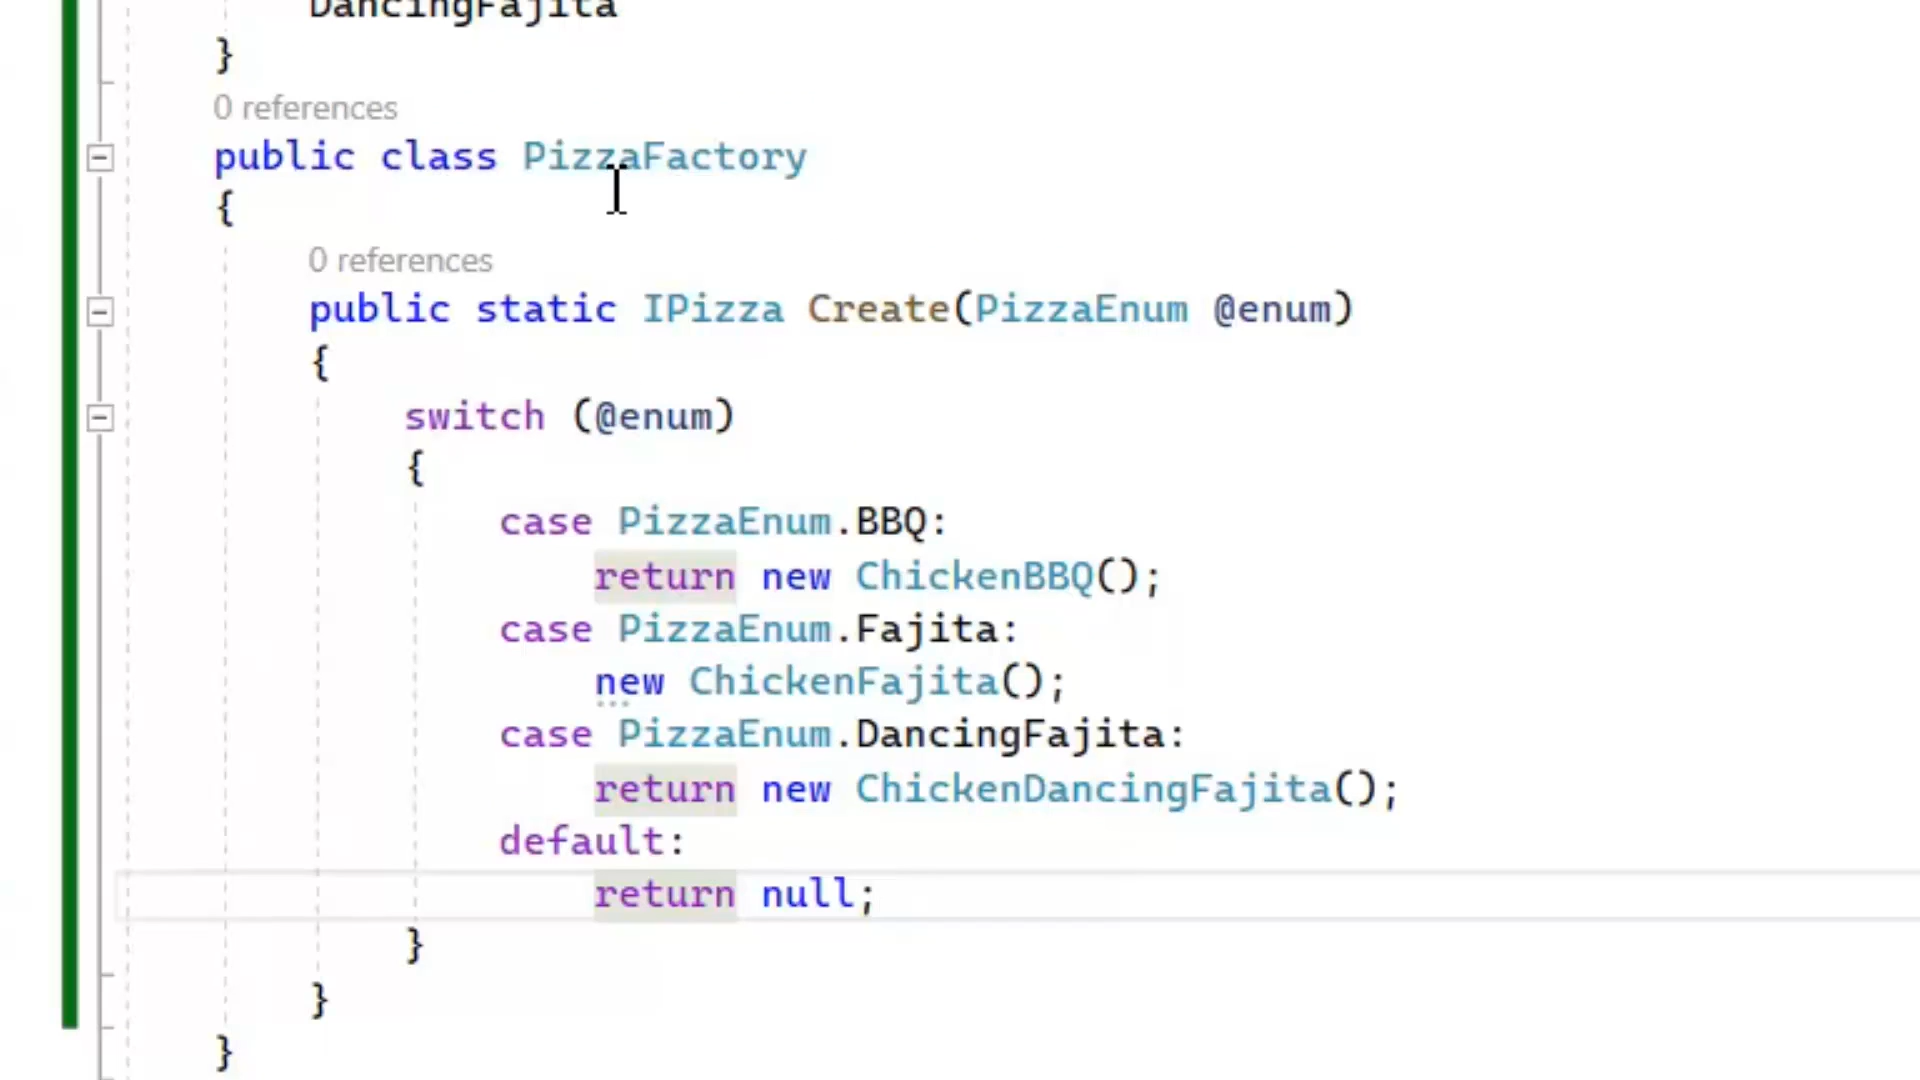 DancingFajita
}
0 references
public class PizzaFactory
{
0 references
public static IPizza Create(PizzaEnum @enum)
{
switch (@enum)
{
case PizzaEnum.BBQ:
return new ChickenBBQ();
case PizzaEnum.Fajita:
new ChickenFajita();
case PizzaEnum.DancingFajita:
return new ChickenDancingFajita();
default:
return null;
}
}
}